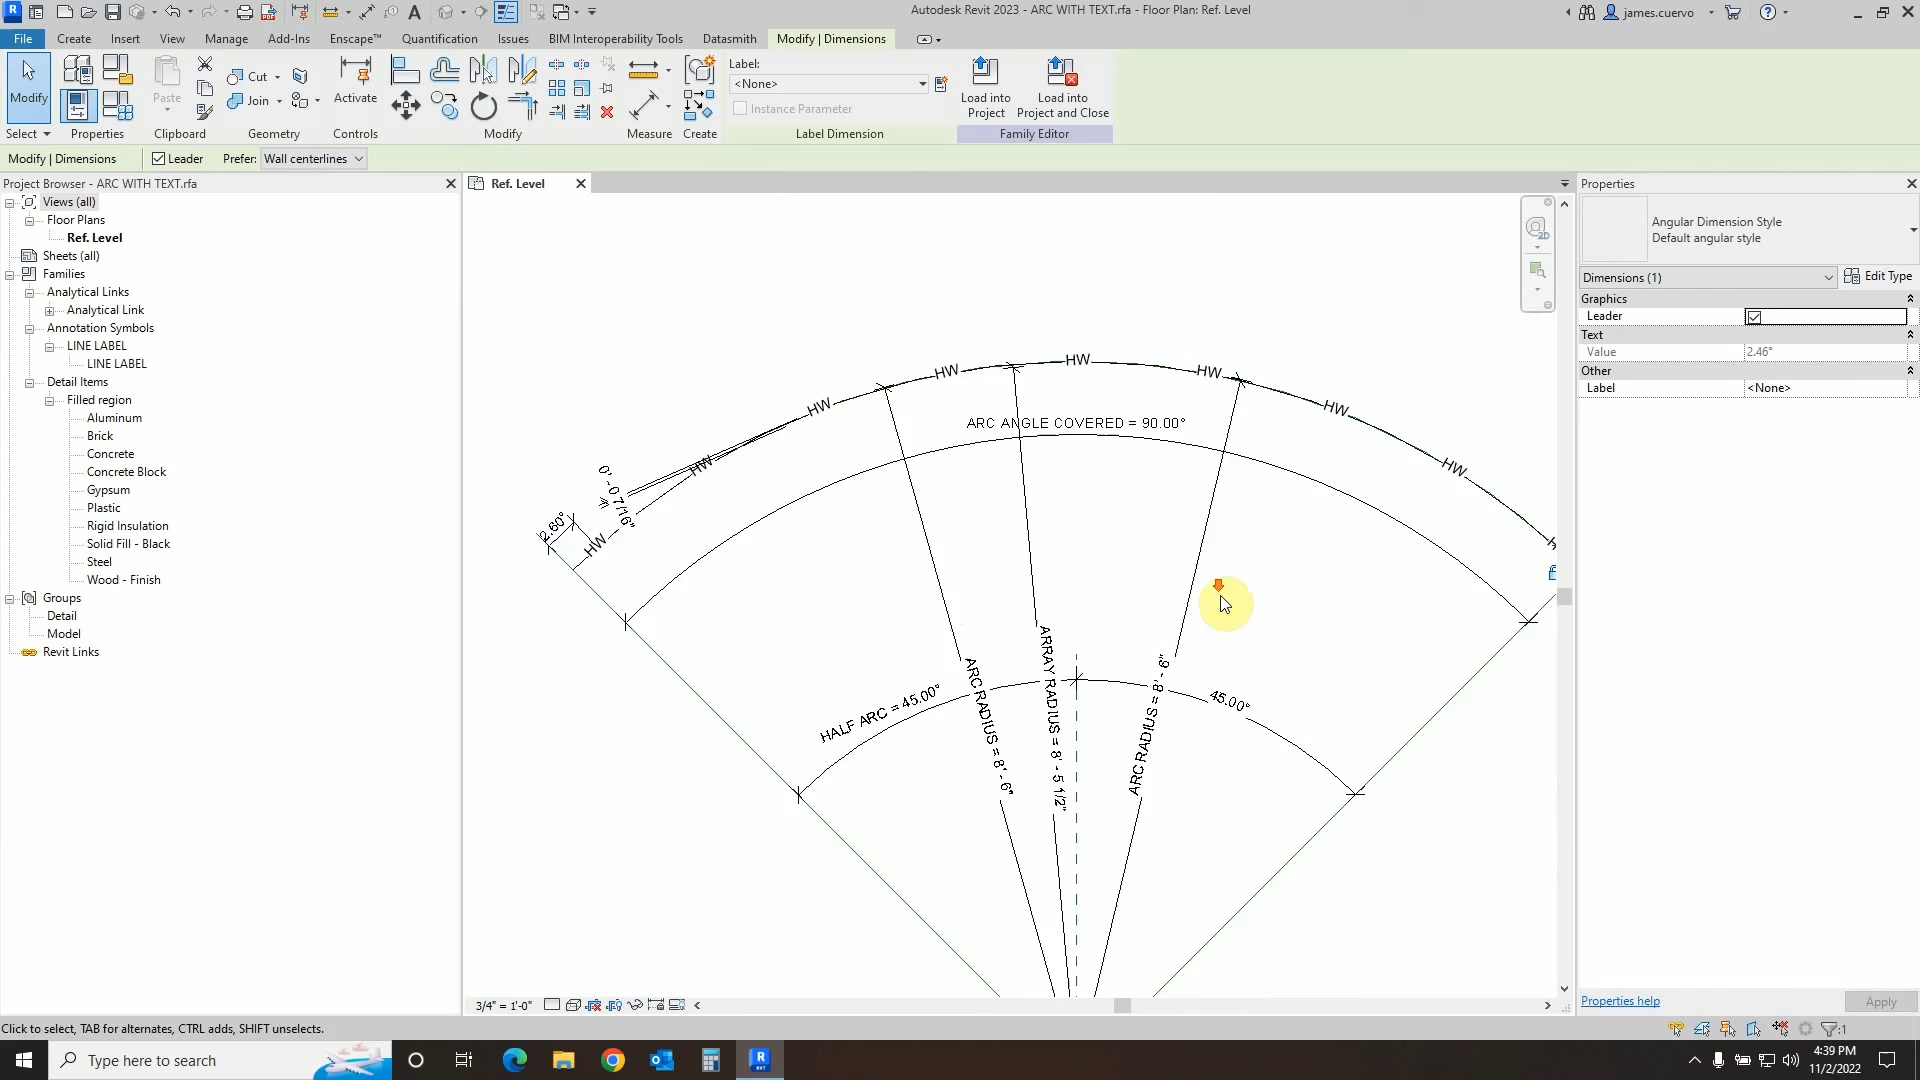 Autodesk Revit 2023 - ARC WITH TEXT.rfa - Floor Plan: Ref. Level
james.cuervo
File Create Insert View Manage Add-Ins Enscape™ Quantification Issues BIM Interoperability Tools Datasmith Modify | Dimensions
Modify
Paste
Cut
Join
Activate
Label:
<None>
Instance Parameter
Load into Project
Load into Project and Close
Select Properties Clipboard Geometry Controls Modify Measure Create Label Dimension Family Editor
Modify | Dimensions Leader Prefer: Wall centerlines
Project Browser - ARC WITH TEXT.rfa
Views (all)
Floor Plans
Ref. Level
Sheets (all)
Families
Analytical Links
Analytical Link
Annotation Symbols
LINE LABEL
LINE LABEL
Detail Items
Filled region
Aluminum
Brick
Concrete
Concrete Block
Gypsum
Plastic
Rigid Insulation
Solid Fill - Black
Steel
Wood - Finish
Groups
Detail
Model
Revit Links
Ref. Level
2D
HW
HW
HW
HW
HW
HW
HW
HW
ARC ANGLE COVERED = 90.00°
0' - 0 7/16"
2.60°
HALF ARC = 45.00°
45.00°
ARC RADIUS = 8' - 6"
ARRAY RADIUS = 8' - 5 1/2"
ARC RADIUS = 8' - 6"
3/4" = 1'-0"
Properties
Angular Dimension Style
Default angular style
Dimensions (1)
Edit Type
Graphics
Leader
Text
Value 2.46°
Other
Label <None>
Properties help
Apply
Click to select, TAB for alternates, CTRL adds, SHIFT unselects.
:1
Type here to search
4:39 PM
11/2/2022